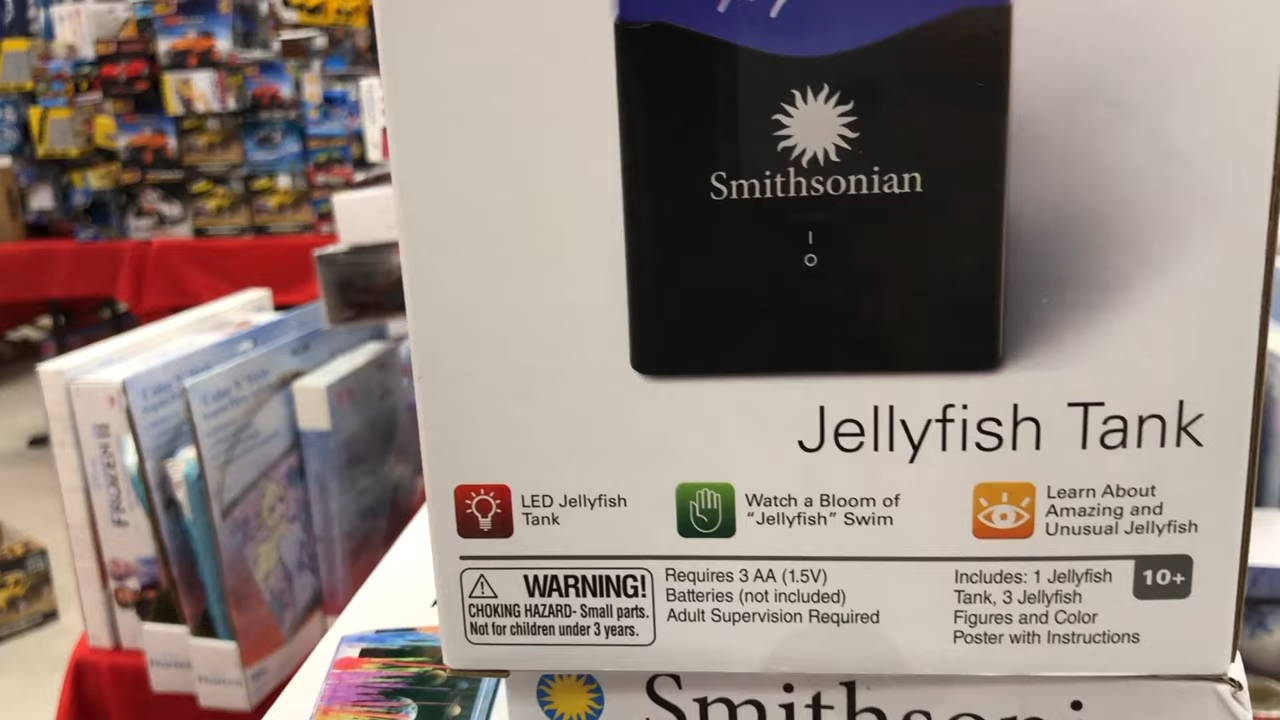 Smithsonian
I
O
Jellyfish Tank
LED Jellyfish
Tank
Watch a Bloom of
"Jellyfish" Swim
Learn About
Amazing and
Unusual Jellyfish
WARNING!
CHOKING HAZARD- Small parts.
Not for children under 3 years.
Requires 3 AA (1.5V)
Batteries (not included)
Adult Supervision Required
Includes: 1 Jellyfish
Tank, 3 Jellyfish
Figures and Color
Poster with Instructions
10+
FROZEN II
Smithsoni